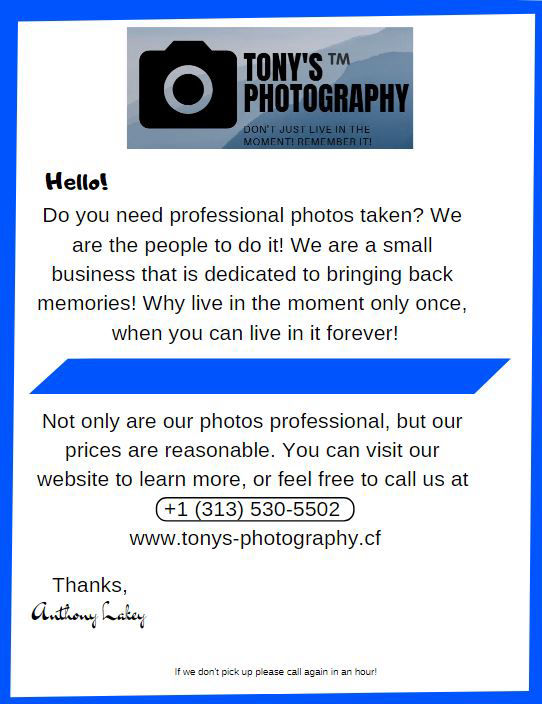 TONY'S ™
PHOTOGRAPHY
DON'T JUST LIVE IN THE
MOMENT! REMEMBER IT!
Hello!
Do you need professional photos taken? We
are the people to do it! We are a small
business that is dedicated to bringing back
memories! Why live in the moment only once,
when you can live in it forever!
Not only are our photos professional, but our
prices are reasonable. You can visit our
website to learn more, or feel free to call us at
+1 (313) 530-5502
www.tonys-photography.cf
Thanks,
Anthony Lakey
If we don't pick up please call again in an hour!